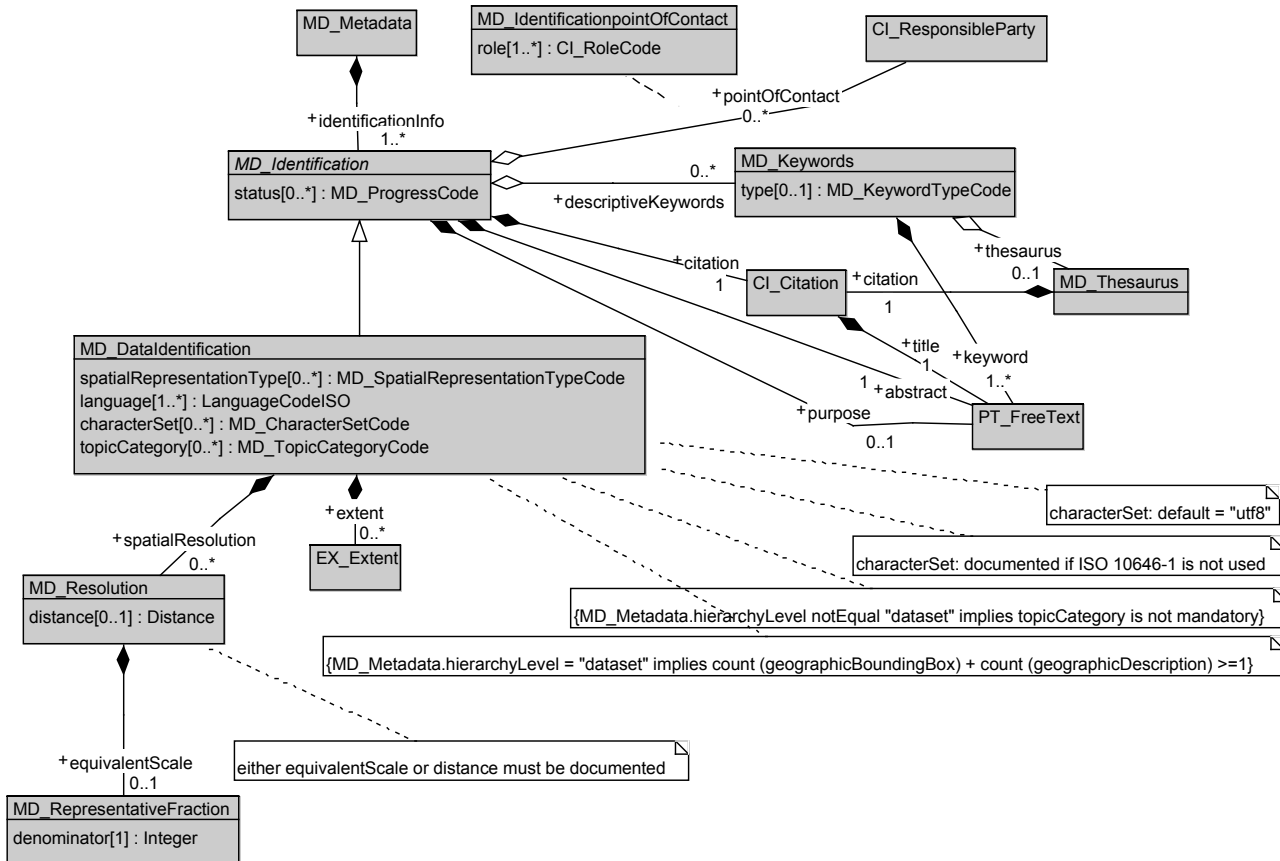 MD_Metadata
MD_IdentificationpointOfContact
role[1..*] : CI_RoleCode
CI_ResponsibleParty
+identificationInfo
1..*
+pointOfContact
0..*
MD_Identification
status[0..*] : MD_ProgressCode
0..*
+descriptiveKeywords
MD_Keywords
type[0..1] : MD_KeywordTypeCode
+thesaurus
0..1
+citation
1
CI_Citation
+citation
1
MD_Thesaurus
MD_DataIdentification
spatialRepresentationType[0..*] : MD_SpatialRepresentationTypeCode
language[1..*] : LanguageCodeISO
characterSet[0..*] : MD_CharacterSetCode
topicCategory[0..*] : MD_TopicCategoryCode
+title
1
+keyword
1..*
1 +abstract
+purpose
0..1
PT_FreeText
+extent
0..*
+spatialResolution
0..*
EX_Extent
characterSet: default = "utf8"
characterSet: documented if ISO 10646-1 is not used
MD_Resolution
distance[0..1] : Distance
{MD_Metadata.hierarchyLevel notEqual "dataset" implies topicCategory is not mandatory}
{MD_Metadata.hierarchyLevel = "dataset" implies count (geographicBoundingBox) + count (geographicDescription) >=1}
either equivalentScale or distance must be documented
+equivalentScale
0..1
MD_RepresentativeFraction
denominator[1] : Integer